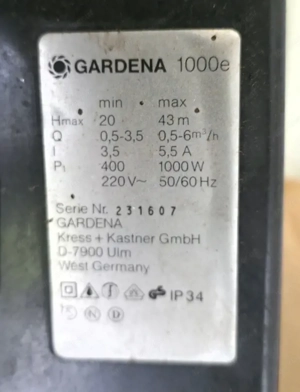 GARDENA 1000e
min • max
Hmax 20 43 m
Q 0,5-3,5 0,5-6m³/h
I 3,5 5,5 A
P₁ 400 1000 W
220 V~ 50/60 Hz
Serie Nr. 231607
GARDENA
Kress + Kastner GmbH
D-7900 Ulm
West Germany
GS IP 34
N D